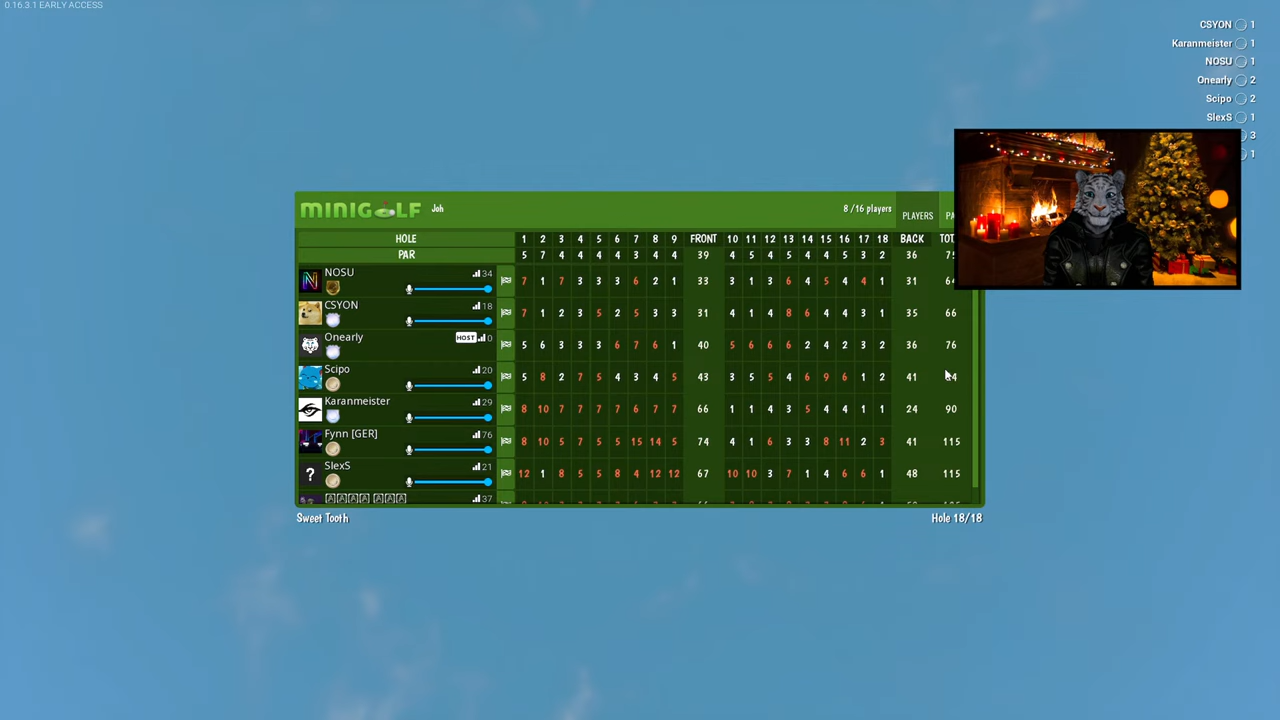 0.16.3.1 EARLY ACCESS
CSYON 1
Karanmeister 1
NOSU 1
Onearly 2
Scipo 2
SlexS 1
3
1
MINIGOLF Joh 8 /16 players PLAYERS
HOLE 1 2 3 4 5 6 7 8 9 FRONT 10 11 12 13 14 15 16 17 18 BACK
PAR 5 7 4 4 5 4 3 4 3 39 4 4 5 5 4 4 5 3 2 36
NOSU 34 7 1 7 3 3 3 6 2 1 33 3 1 3 6 4 5 4 4 1 31
CSYON 18 7 1 2 3 5 2 5 3 3 31 4 1 4 8 6 4 4 3 1 35 66
Onearly HOST 0 5 6 3 3 3 6 7 6 1 40 5 6 6 6 2 4 2 3 2 36 76
Scipo 20 5 8 2 7 5 4 3 4 5 43 3 5 5 4 6 9 6 1 2 41
Karanmeister 29 8 10 7 7 7 7 6 7 7 66 1 1 4 3 5 4 4 1 1 24 90
Fynn [GER] 76 8 10 5 7 5 5 15 14 5 74 4 1 6 3 3 8 11 2 3 41 115
? SlexS 21 12 1 8 5 5 8 4 12 12 67 10 10 3 7 1 4 6 6 1 48 115
37
Sweet Tooth Hole 18/18